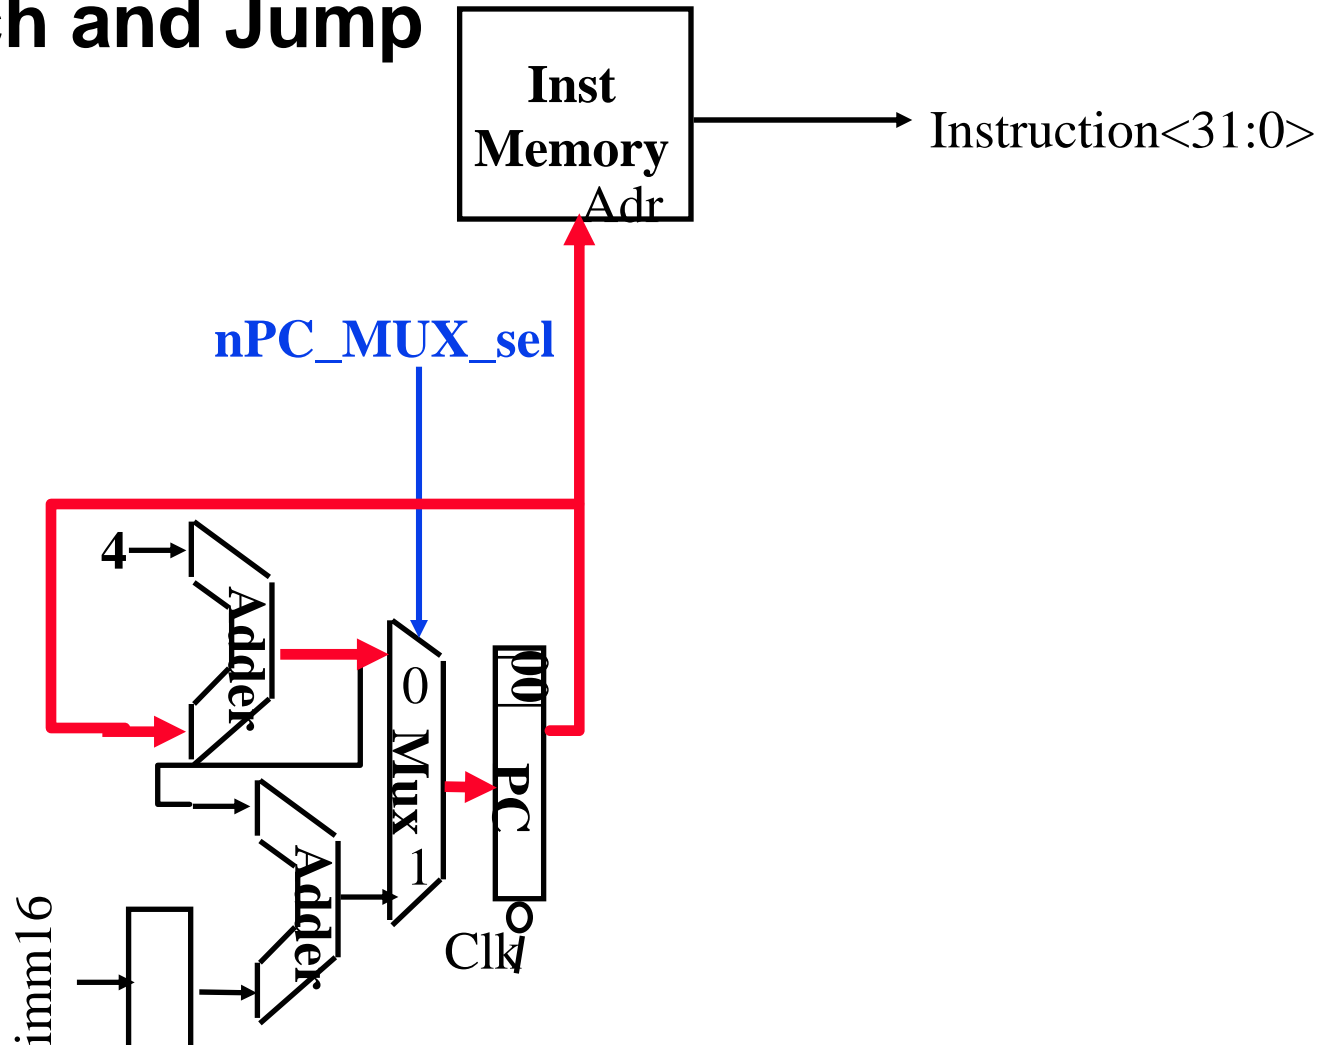 ch and Jump
Inst
Memory
Adr
Instruction<31:0>
nPC_MUX_sel
4
Adder
0
Mux
1
00
PC
Adder
Clk
imm16